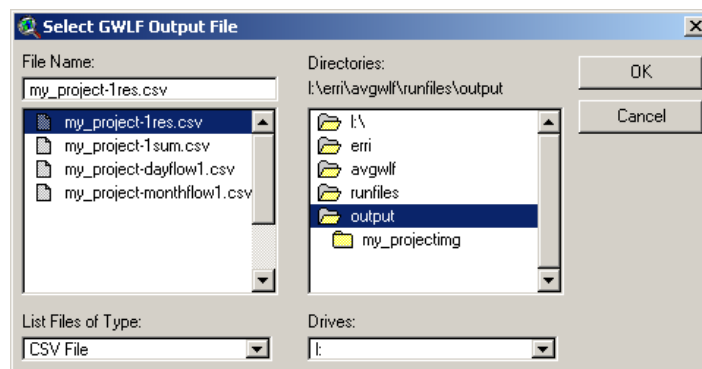 Select GWLF Output File
File Name:
my_project-1res.csv
my_project-1res.csv
my_project-1sum.csv
my_project-dayflow1.csv
my_project-monthflow1.csv
List Files of Type:
CSV File
Directories:
l:\erri\avgwlf\runfiles\output
l:\
erri
avgwlf
runfiles
output
my_projectimg
Drives:
l:
OK
Cancel